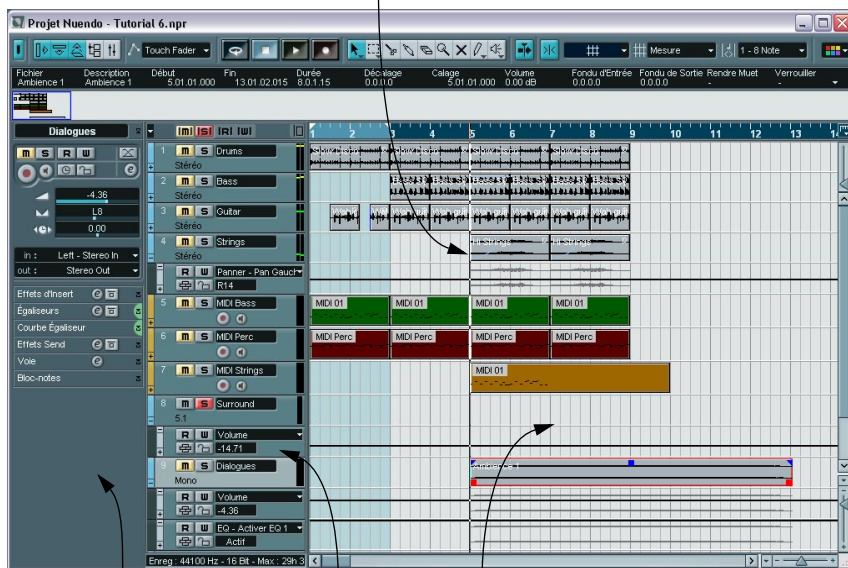 Projet Nuendo - Tutorial 6.npr
Touch Fader
Mesure
1 - 8 Note
Fichier Description Début Fin Durée Décalage Calage Volume Fondu d'Entrée Fondu de Sortie Rendre Muet Verrouiller
Ambience 1 Ambience 1 5.01.01.000 13.01.02.015 8.0.1.15 0.0.0.0 5.01.01.000 0.00 dB 0.0.0.0 0.0.0.0 - -
Dialogues
M S R W
-4.36
L8
0.00
in : Left - Stereo In
out : Stereo Out
Effets d'Insert
Égaliseurs
Courbe Égaliseur
Effets Send
Voie
Bloc-notes
1 2 3 4 5 6 7 8 9 10 11 12 13
1 M S Drums
Stéréo
2 M S Bass
Stéréo
3 M S Guitar
Stéréo
4 M S Strings
Stéréo
Hi Strings Hi Strings
R W Panner - Pan Gauch
R14
5 M S MIDI Bass
MIDI 01 MIDI 01 MIDI 01 MIDI 01
6 M S MIDI Perc
MIDI Perc MIDI Perc MIDI Perc MIDI Perc
7 M S MIDI Strings
MIDI 01
8 M S Surround
5.1
R W Volume
-14.71
9 M S Dialogues
Mono
Ambience 1
R W Volume
-4.36
R W EQ - Activer EQ 1
Actif
Enreg : 44100 Hz - 16 Bit - Max : 29h 3